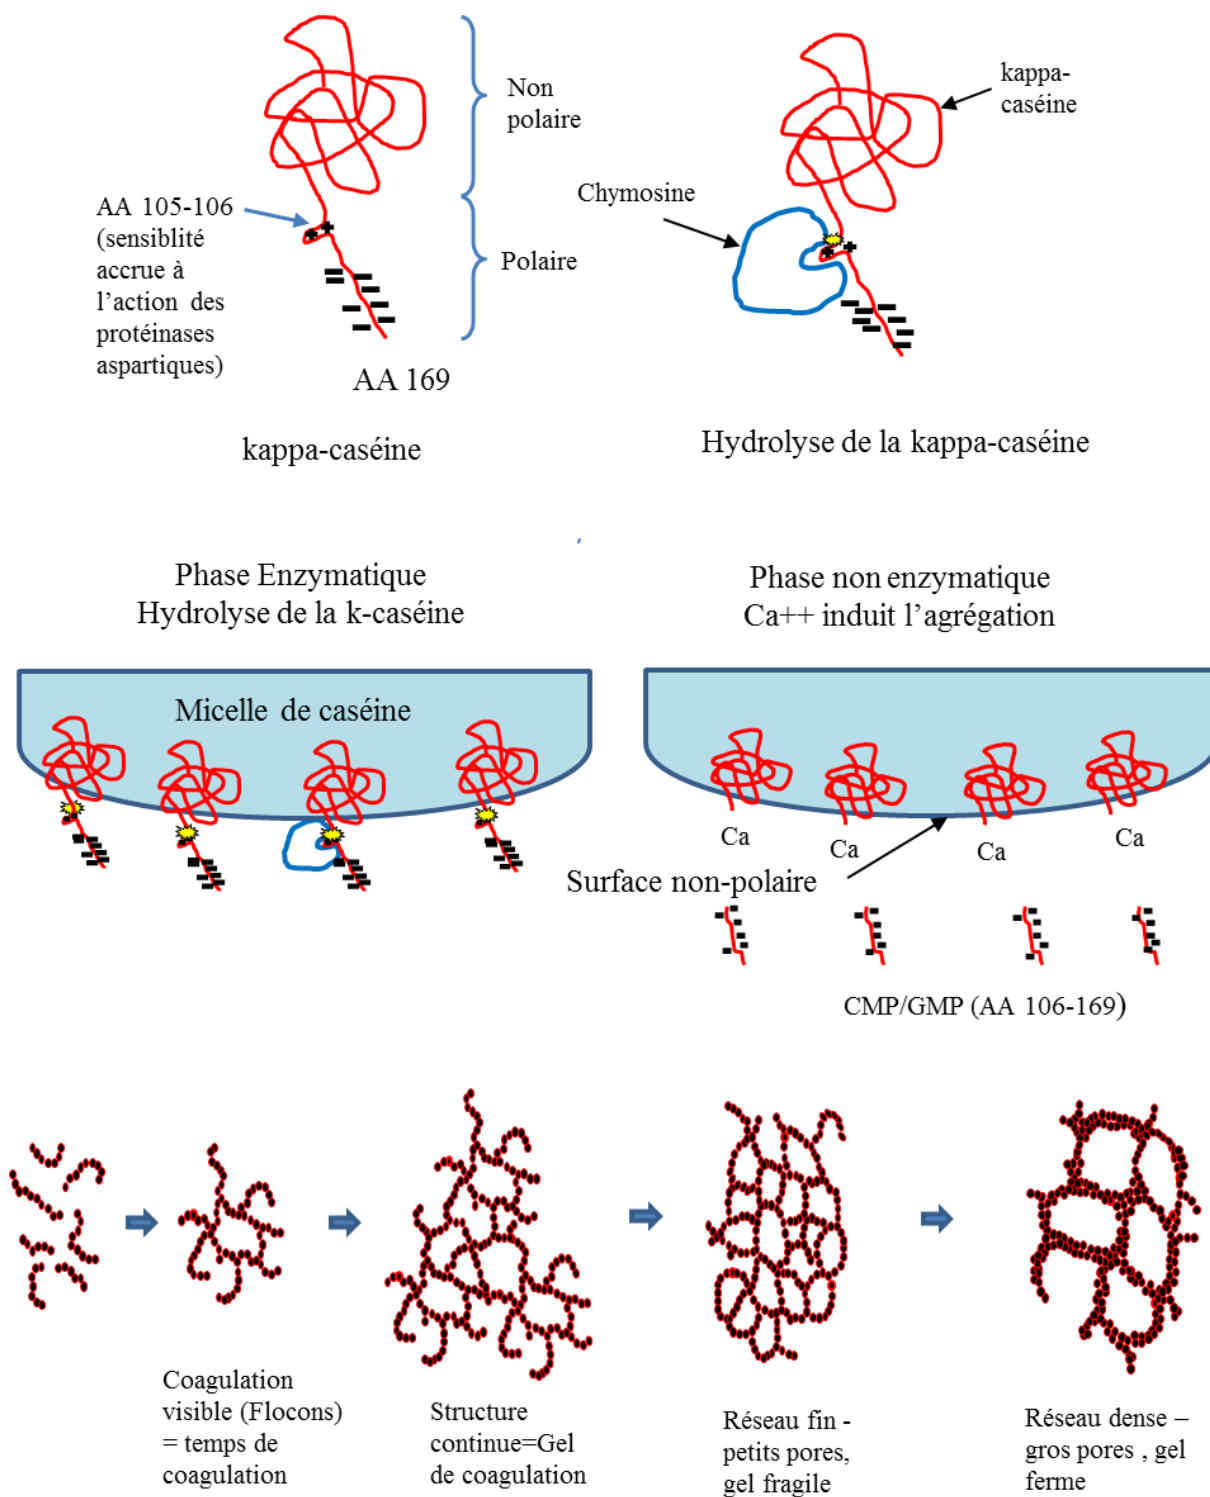 Non
polaire
AA 105-106
(sensiblité
accrue à
l’action des
protéinases
aspartiques)
Polaire
AA 169
kappa-caséine
kappa-
caséine
Chymosine
Hydrolyse de la kappa-caséine
Phase Enzymatique
Hydrolyse de la k-caséine
Micelle de caséine
Phase non enzymatique
Ca++ induit l’agrégation
Ca
Ca
Ca
Ca
Surface non-polaire
CMP/GMP (AA 106-169)
Coagulation
visible (Flocons)
= temps de
coagulation
Structure
continue=Gel
de coagulation
Réseau fin -
petits pores,
gel fragile
Réseau dense –
gros pores , gel
ferme